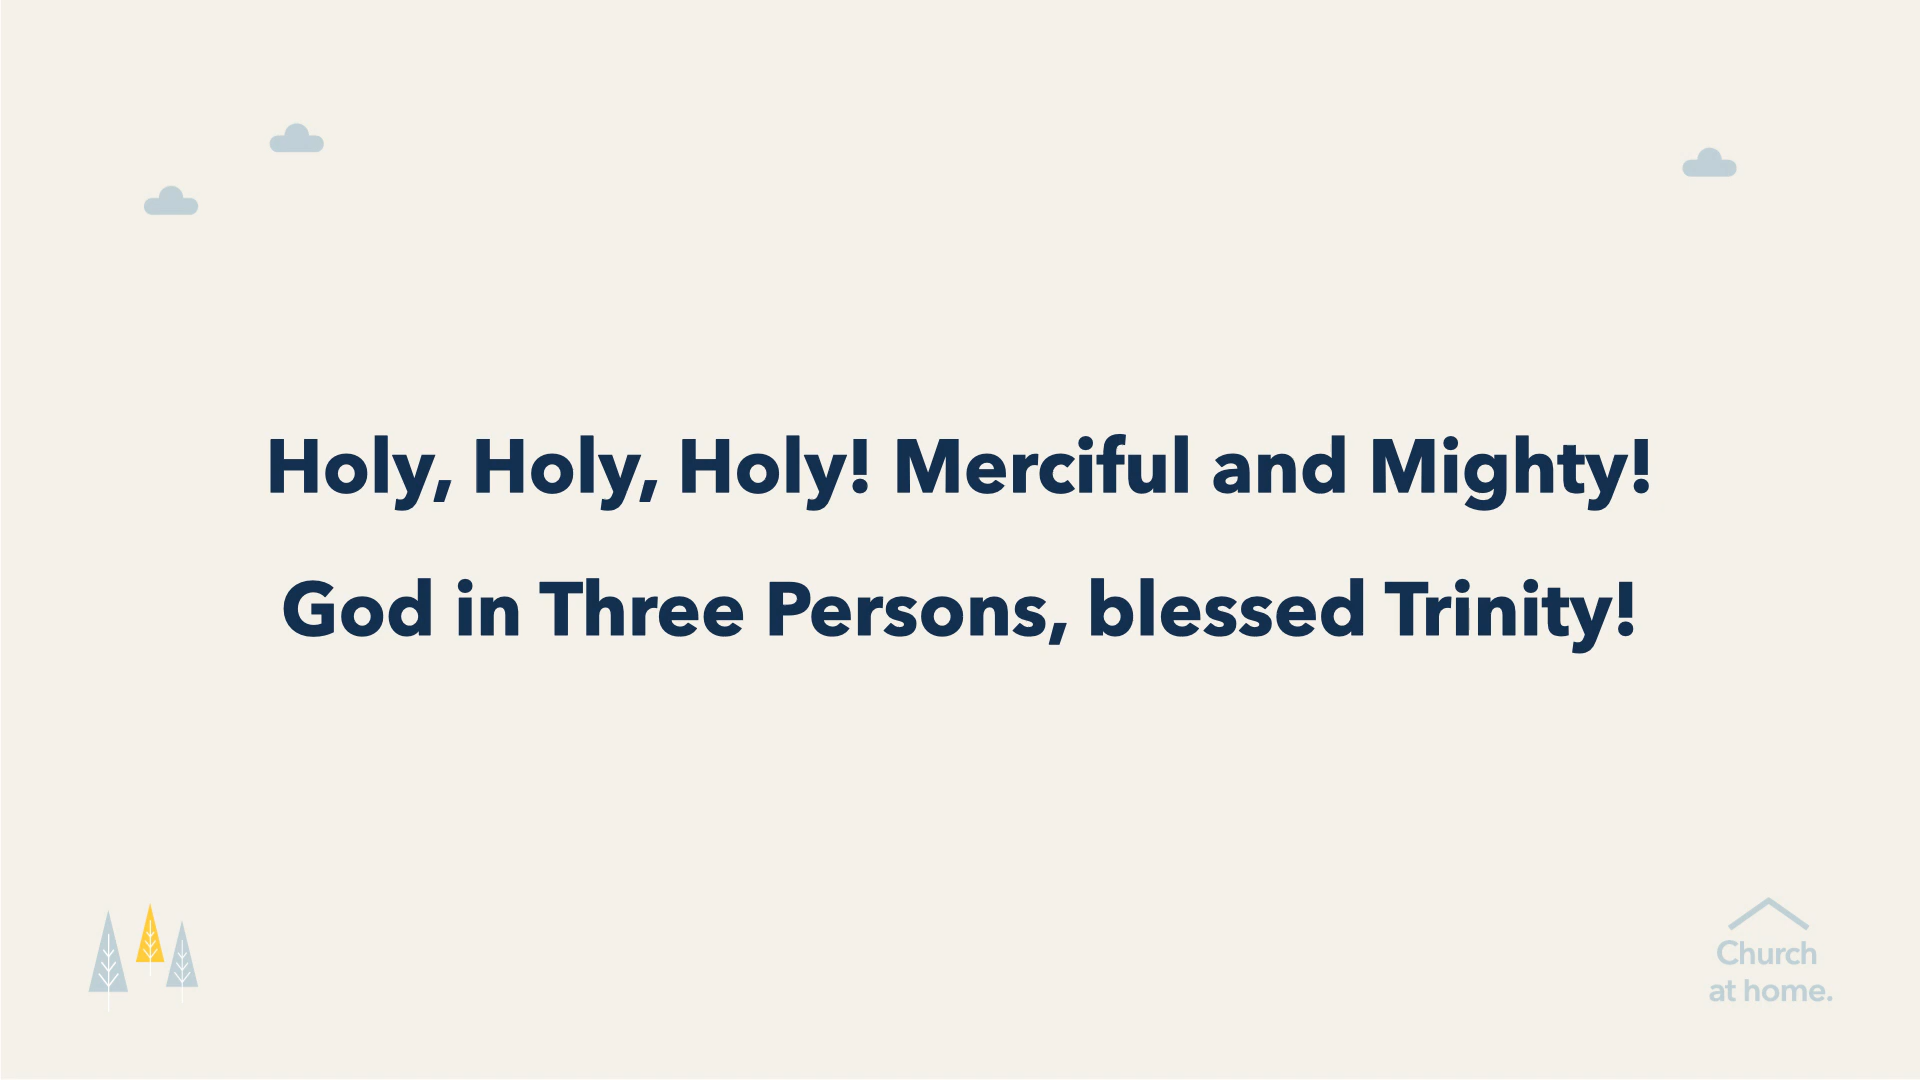 Holy, Holy, Holy! Merciful and Mighty!
God in Three Persons, blessed Trinity!
Church
at home.